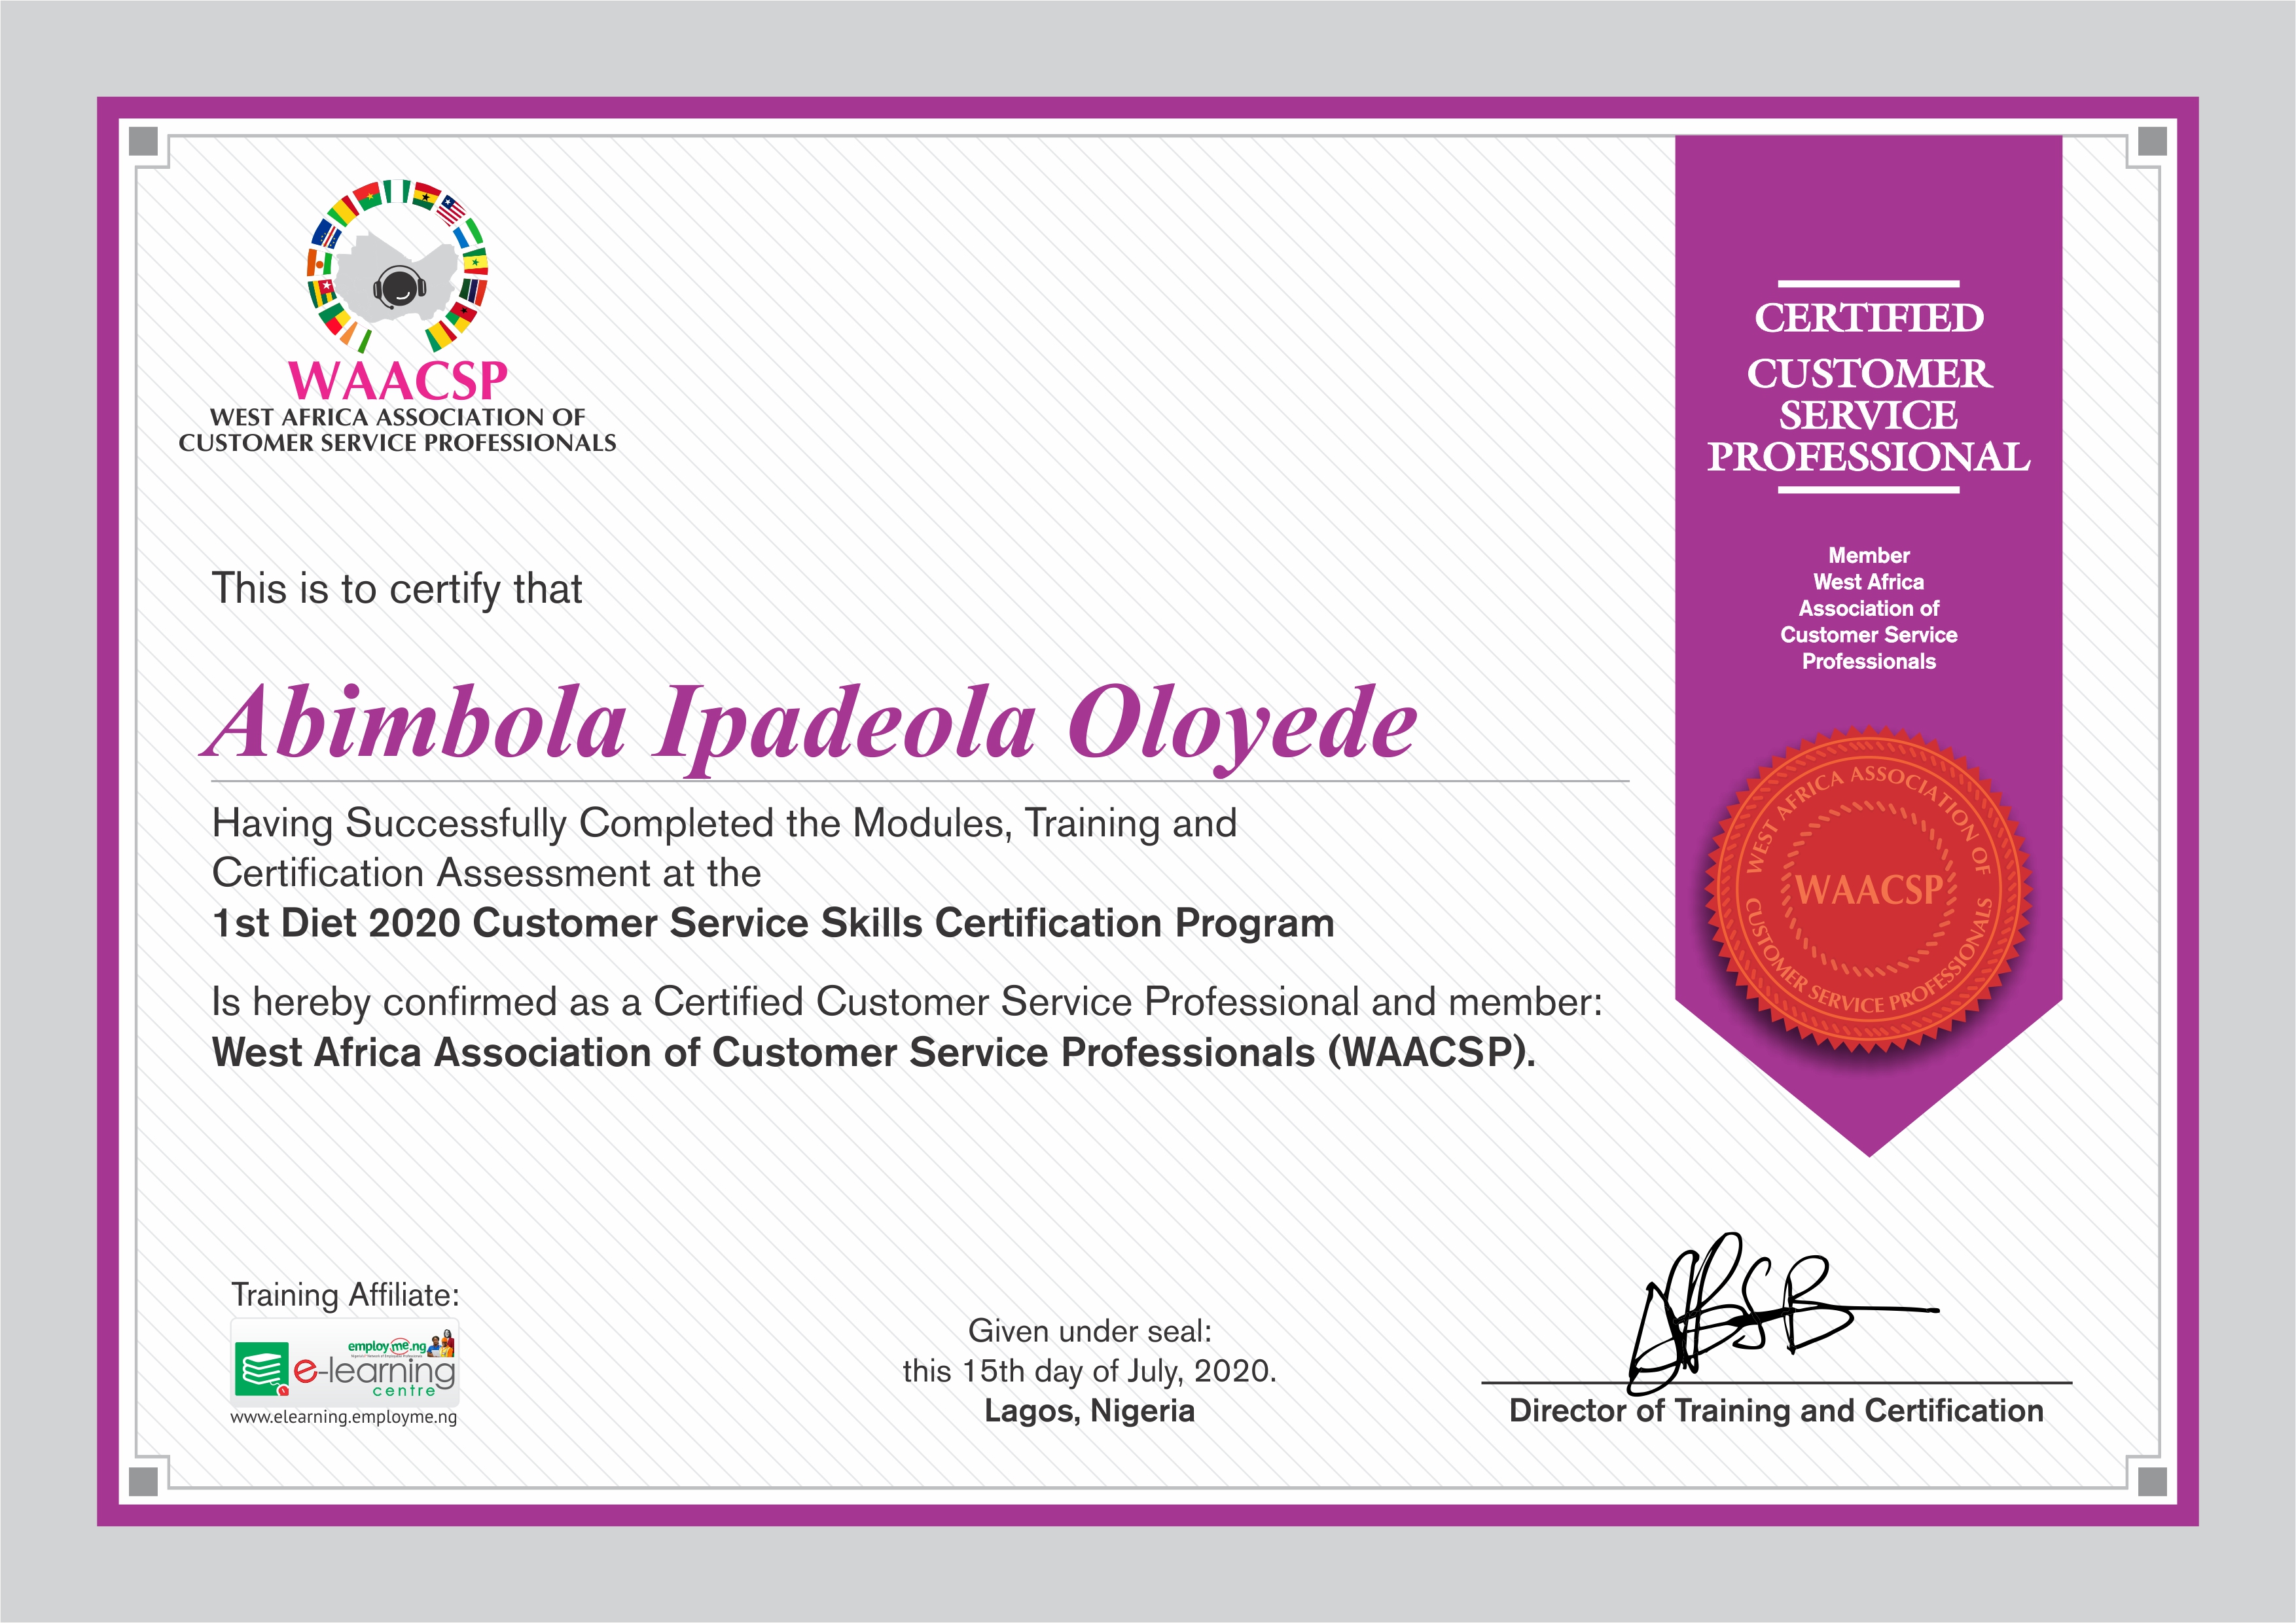 WAACSP
WEST AFRICA ASSOCIATION OF
CUSTOMER SERVICE PROFESSIONALS
CERTIFIED
CUSTOMER
SERVICE
PROFESSIONAL
Member
West Africa
Association of
Customer Service
Professionals
This is to certify that
Abimbola Ipadeola Oloyede
Having Successfully Completed the Modules, Training and
Certification Assessment at the
1st Diet 2020 Customer Service Skills Certification Program
Is hereby confirmed as a Certified Customer Service Professional and member:
West Africa Association of Customer Service Professionals (WAACSP).
WEST AFRICA ASSOCIATION OF
WAACSP
CUSTOMER SERVICE PROFESSIONALS
Training Affiliate:
employ me.ng
e-learning
centre
www.elearning.employme.ng
Given under seal:
this 15th day of July, 2020.
Lagos, Nigeria
Director of Training and Certification